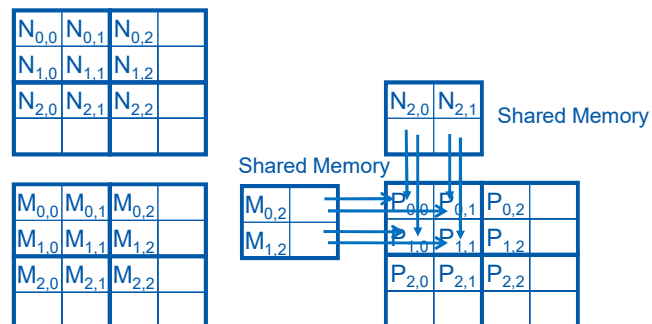 N0,0 N0,1 N0,2
N1,0 N1,1 N1,2
N2,0 N2,1 N2,2
N2,0 N2,1
Shared Memory
Shared Memory
M0,0 M0,1 M0,2
M1,0 M1,1 M1,2
M2,0 M2,1 M2,2
M0,2
M1,2
P0,0 P0,1 P0,2
P1,0 P1,1 P1,2
P2,0 P2,1 P2,2